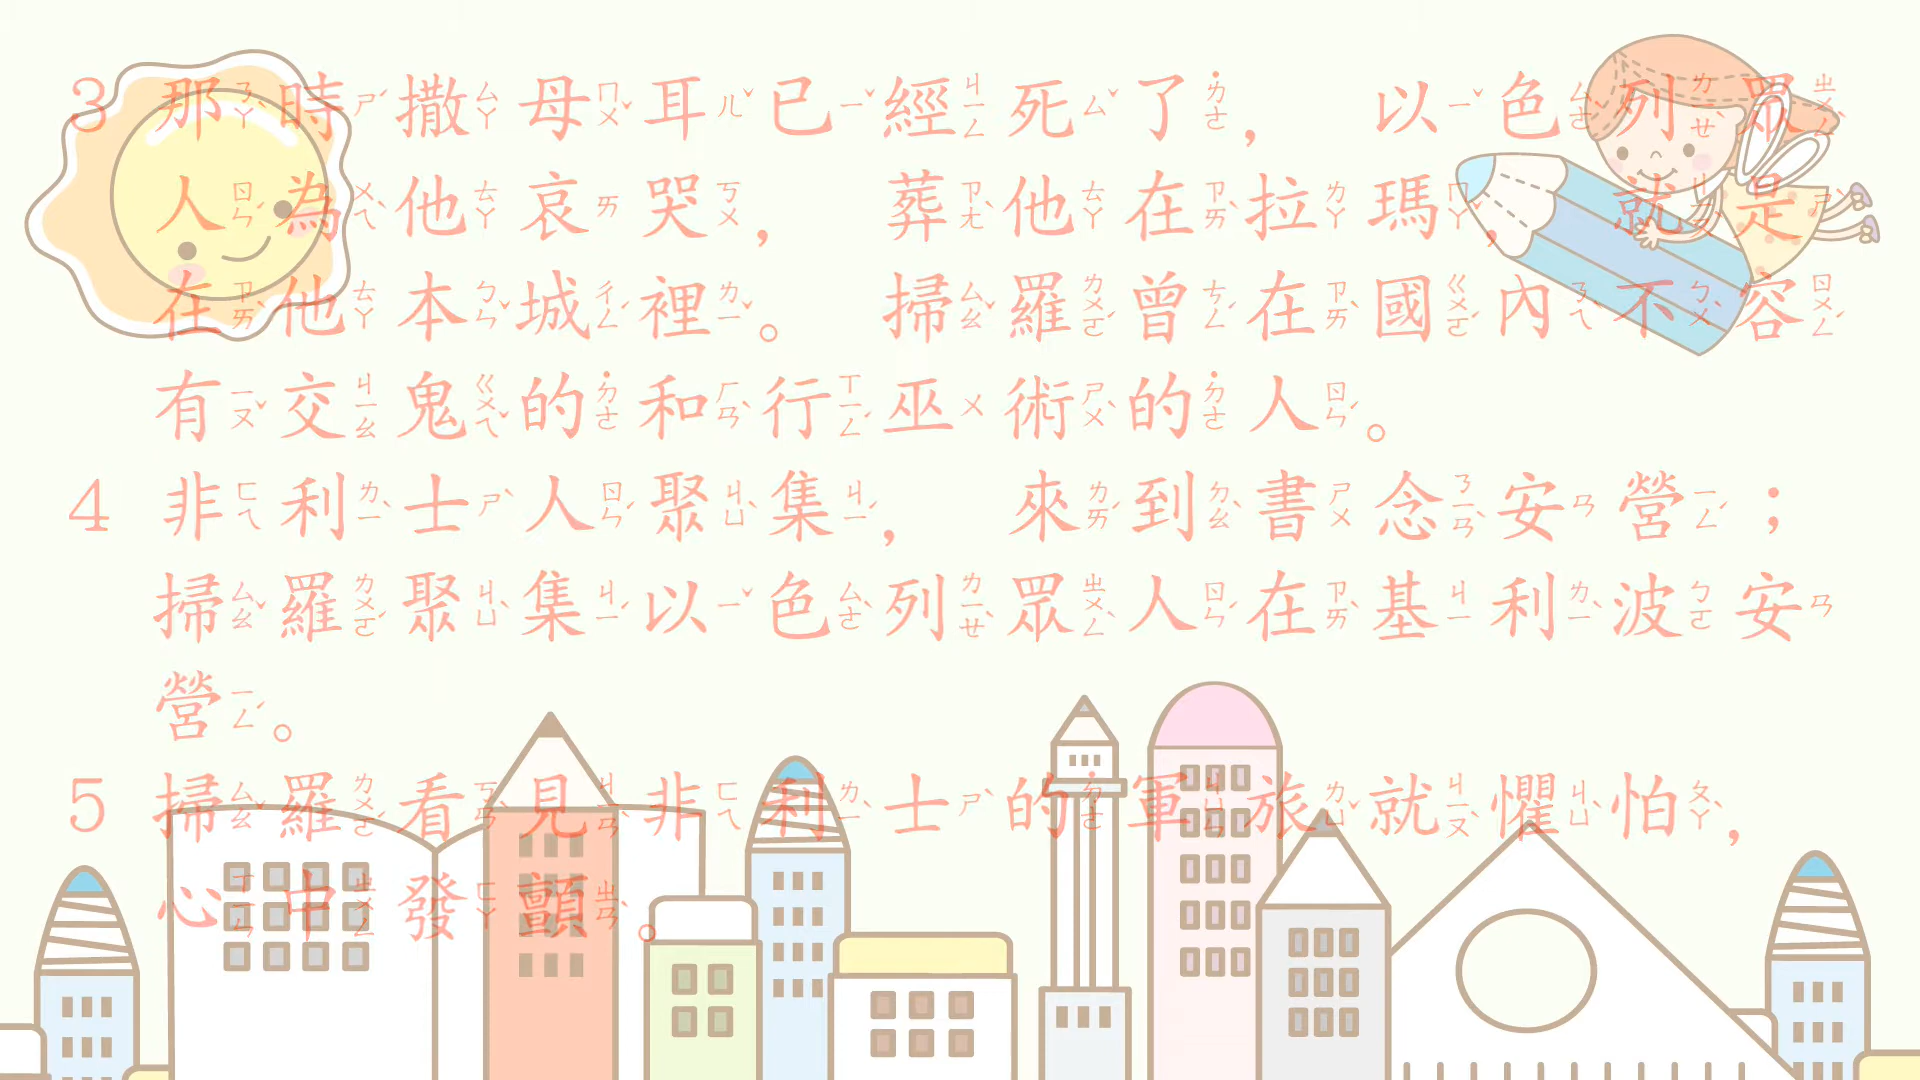 3 那時撒母耳已經死了， 以色列眾
人為他哀哭， 葬他在拉瑪， 就是
在他本城裡。 掃羅曾在國內不容
有交鬼的和行巫術的人。
4 非利士人聚集， 來到書念安營；
掃羅聚集以色列眾人在基利波安
營。
5 掃羅看見非利士的軍旅就懼怕，
心中發顫。